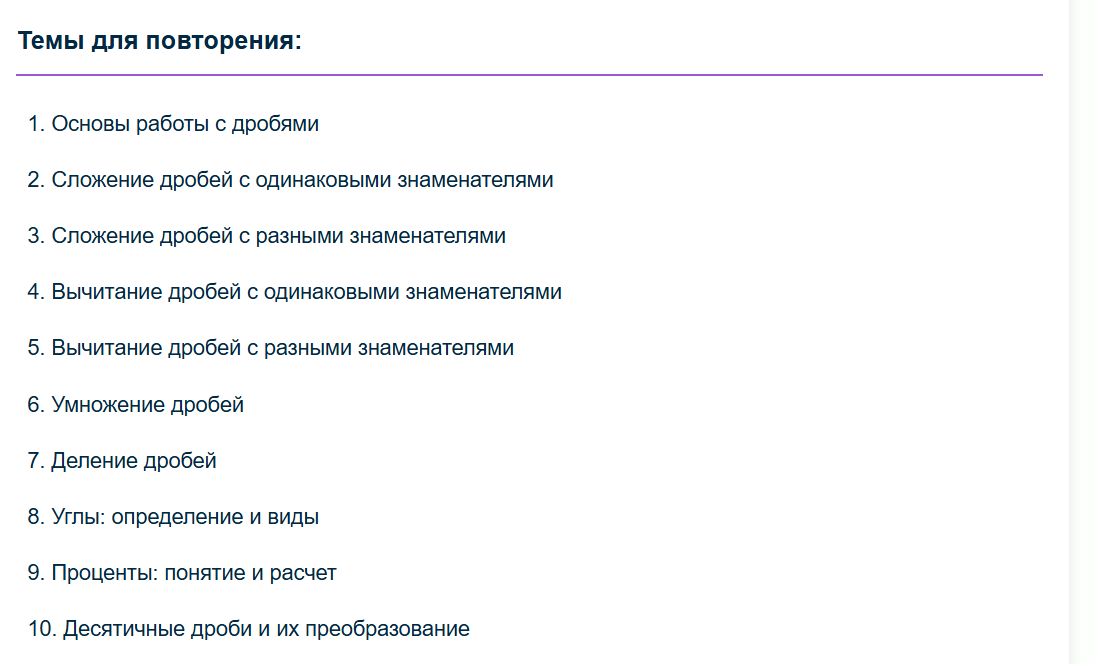 Темы для повторения:
1. Основы работы с дробями
2. Сложение дробей с одинаковыми знаменателями
3. Сложение дробей с разными знаменателями
4. Вычитание дробей с одинаковыми знаменателями
5. Вычитание дробей с разными знаменателями
6. Умножение дробей
7. Деление дробей
8. Углы: определение и виды
9. Проценты: понятие и расчет
10. Десятичные дроби и их преобразование